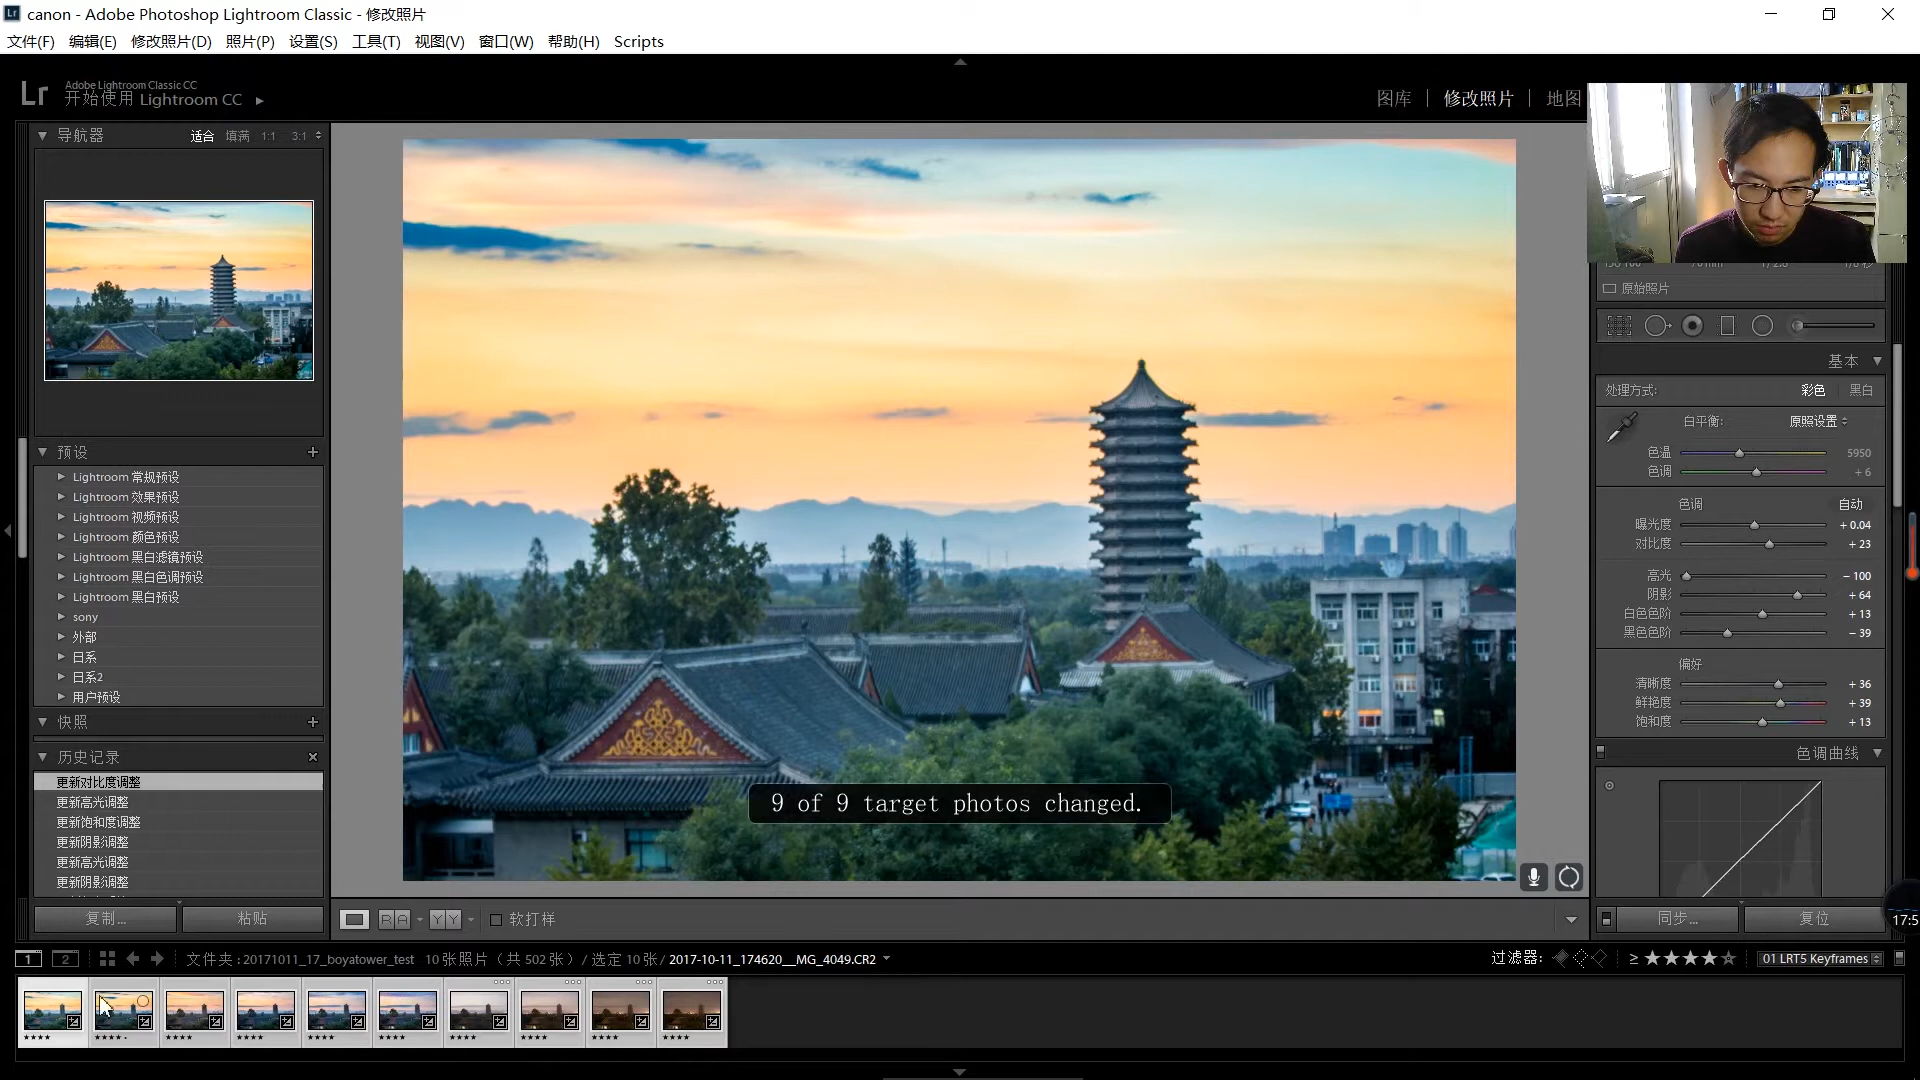 canon - Adobe Photoshop Lightroom Classic - 修改照片
文件(F) 编辑(E) 修改照片(D) 照片(P) 设置(S) 工具(T) 视图(V) 窗口(W) 帮助(H) Scripts
Lr
Adobe Lightroom Classic CC
开始使用 Lightroom CC
图库 | 修改照片 | 地图
导航器 适合 填满 1:1 3:1
原始照片
基本
处理方式: 彩色 黑白
白平衡: 原照设置
色温 5950
色调 + 6
色调 自动
曝光度 + 0.04
对比度 + 23
高光 - 100
阴影 + 64
白色色阶 + 13
黑色色阶 - 39
偏好
清晰度 + 36
鲜艳度 + 39
饱和度 + 13
色调曲线
预设
Lightroom 常规预设
Lightroom 效果预设
Lightroom 视频预设
Lightroom 颜色预设
Lightroom 黑白滤镜预设
Lightroom 黑白色调预设
Lightroom 黑白预设
sony
外部
日系
日系2
用户预设
快照
历史记录
更新对比度调整
更新高光调整
更新饱和度调整
更新阴影调整
更新高光调整
更新阴影调整
9 of 9 target photos changed.
复制... 粘贴
RA YY 软打样
同步... 复位
17:5
1 2 文件夹 : 20171011_17_boyatower_test 10 张照片（共 502 张）/ 选定 10 张 / 2017-10-11_174620__MG_4049.CR2
过滤器: ≥ ★★★★☆ 01 LRT5 Keyframes